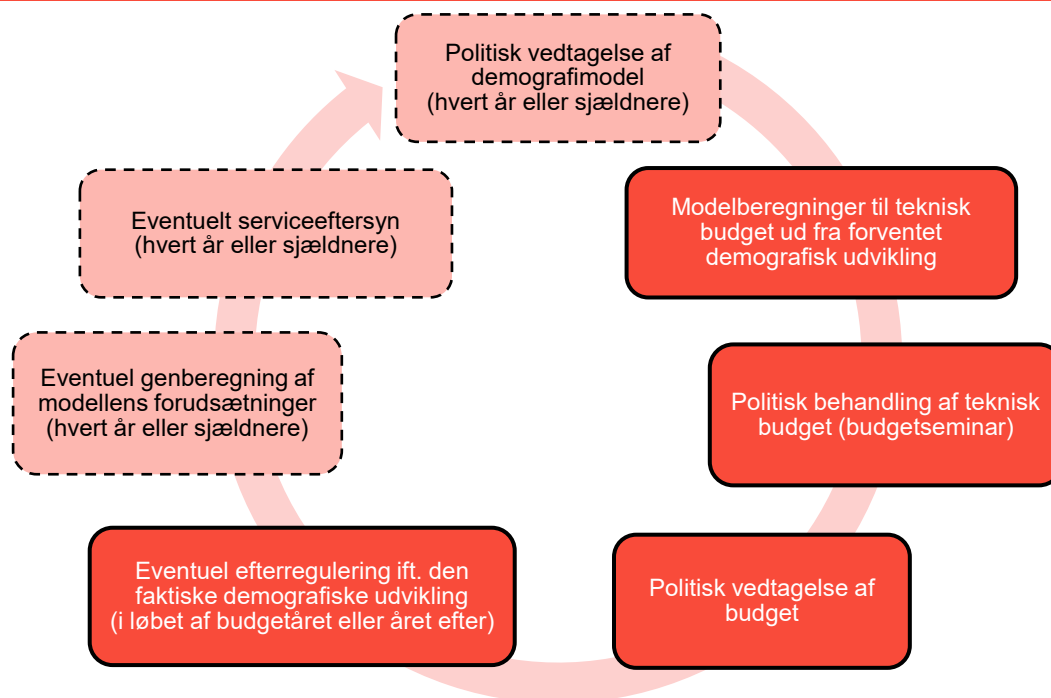 Politisk vedtagelse af
demografimodel
(hvert år eller sjældnere)
Modelberegninger til teknisk
budget ud fra forventet
demografisk udvikling
Politisk behandling af teknisk
budget (budgetseminar)
Politisk vedtagelse af
budget
Eventuel efterregulering ift. den
faktiske demografiske udvikling
(i løbet af budgetåret eller året efter)
Eventuel genberegning af
modellens forudsætninger
(hvert år eller sjældnere)
Eventuelt serviceeftersyn
(hvert år eller sjældnere)